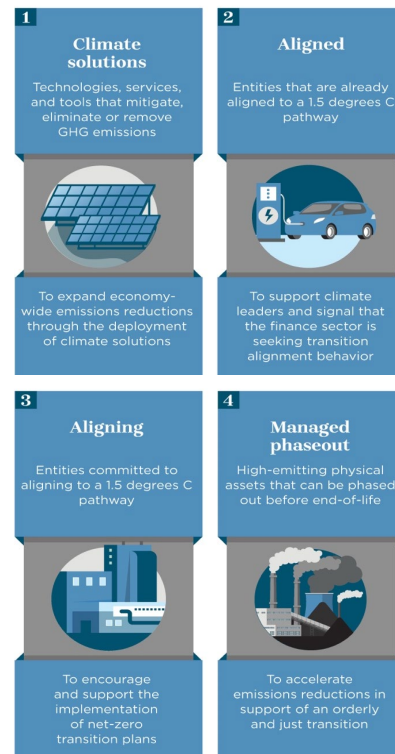 1
Climate
solutions
Technologies, services,
and tools that mitigate,
eliminate or remove
GHG emissions
To expand economy-
wide emissions reductions
through the deployment
of climate solutions
2
Aligned
Entities that are already
aligned to a 1.5 degrees C
pathway
To support climate
leaders and signal that
the finance sector is
seeking transition
alignment behavior
3
Aligning
Entities committed to
aligning to a 1.5 degrees C
pathway
To encourage
and support the
implementation
of net-zero
transition plans
4
Managed
phaseout
High-emitting physical
assets that can be phased
out before end-of-life
To accelerate
emissions reductions in
support of an orderly
and just transition